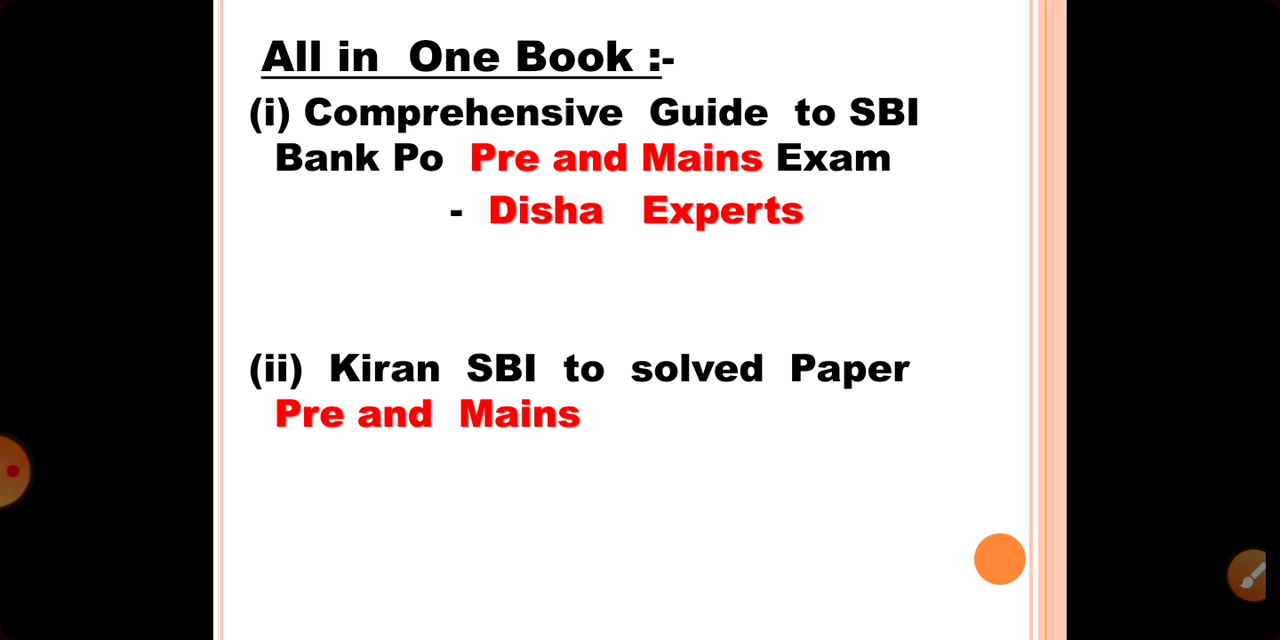 All in One Book :-
(i) Comprehensive Guide to SBI
Bank Po Pre and Mains Exam
- Disha Experts
(ii) Kiran SBI to solved Paper
Pre and Mains